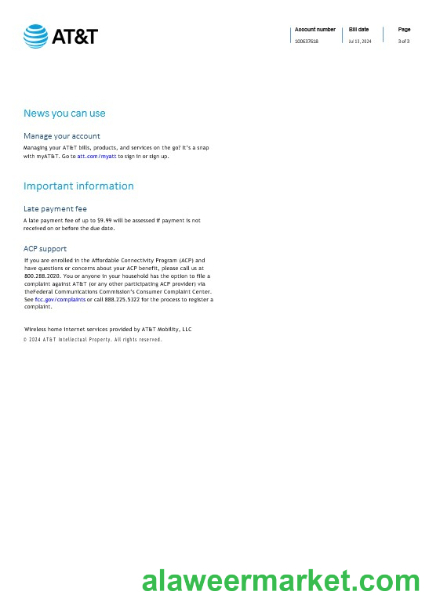 AT&T
Account number Bill date Page
Jul 11, 2024 3 of 3
News you can use
Manage your account
Managing your AT&T bills, products, and services on the go? It's a snap
with myAT&T. Go to att.com/myatt to sign in or sign up.
Important information
Late payment fee
A late payment fee of up to $9.99 will be assessed if payment is not
received on or before the due date.
ACP support
If you are enrolled in the Affordable Connectivity Program (ACP) and
have questions or concerns about your ACP benefit, please call us at
800.288.2020. You or anyone in your household has the option to file a
complaint against AT&T (or any other participating ACP provider) via
theFederal Communications Commission's Consumer Complaint Center.
See fcc.gov/complaints or call 888.225.5322 for the process to register a
complaint.
Wireless home internet services provided by AT&T Mobility, LLC
© 2024 AT&T Intellectual Property. All rights reserved.
alaweermarket.com